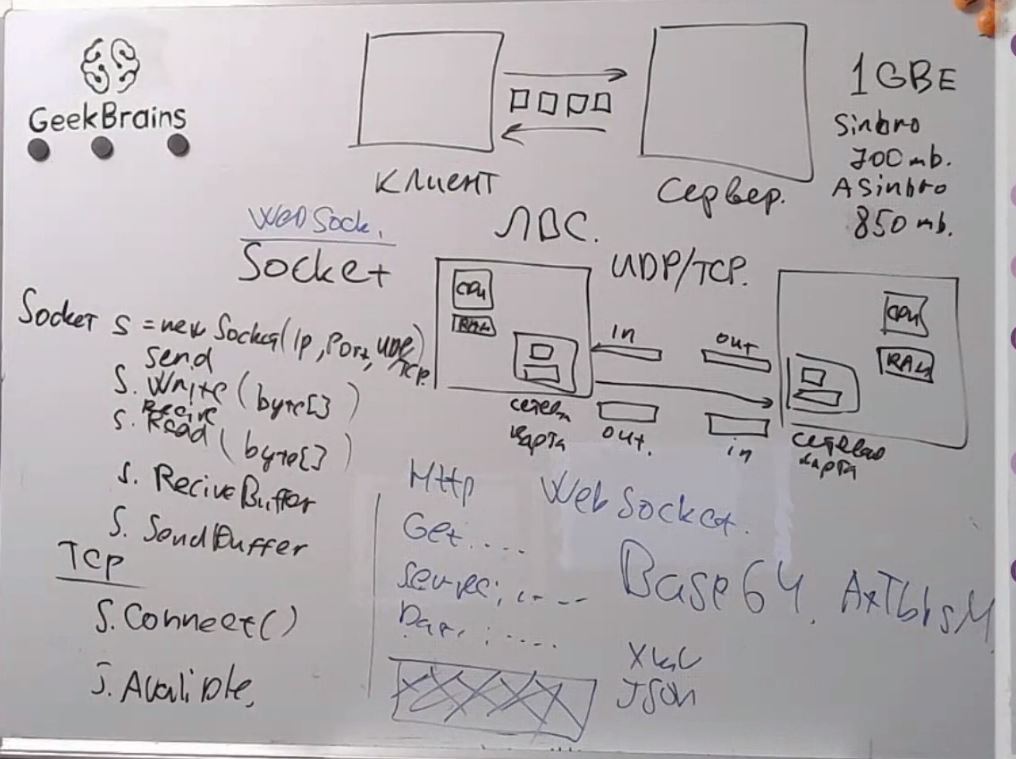 GeekBrains
Клиент
Сервер.
1GBE
Sinbro
700 mb.
ASinbro
850 mb.
WebSock.
Socket
ЛВС.
UDP/TCP.
CPU
RAM
in
out
CPU
RAM
сетевая
карта
out.
in
сетевая
карта
Socket S = new Socket(Ip, Port, UDP/TCP)
Send
S. Write (byte[])
Recive
S. Read (byte[])
S. ReciveBuffer
S. SendBuffer
TCP
S. Connect()
S. Avalible,
Http
Get....
Server; ....
Dat: ; .....
WebSocket.
Base64. AxTb1sM
XML
JSON